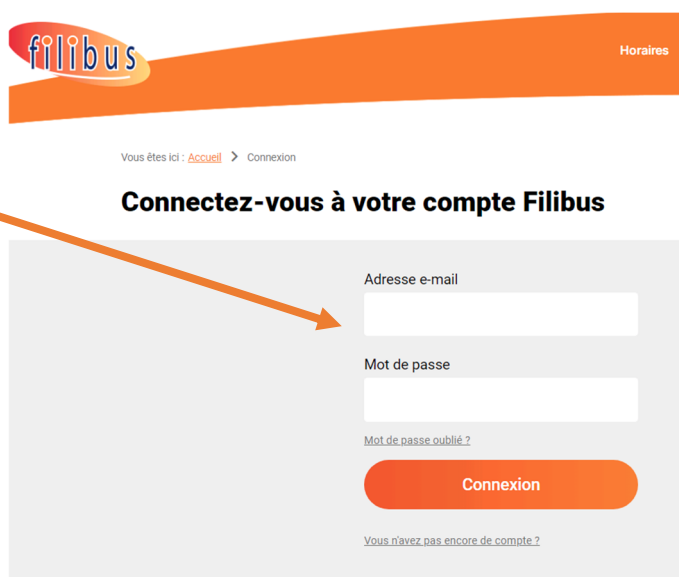 filibus
Horaires
Vous êtes ici : Accueil > Connexion
Connectez-vous à votre compte Filibus
Adresse e-mail
Mot de passe
Mot de passe oublié ?
Connexion
Vous n'avez pas encore de compte ?